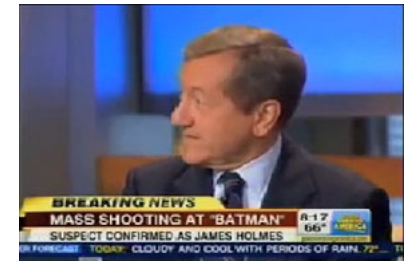 BREAKING NEWS
MASS SHOOTING AT "BATMAN"
8:17
66°
AMERICA
SUSPECT CONFIRMED AS JAMES HOLMES
FORECAST TODAY: CLOUDY AND COOL WITH PERIODS OF RAIN. 72°...